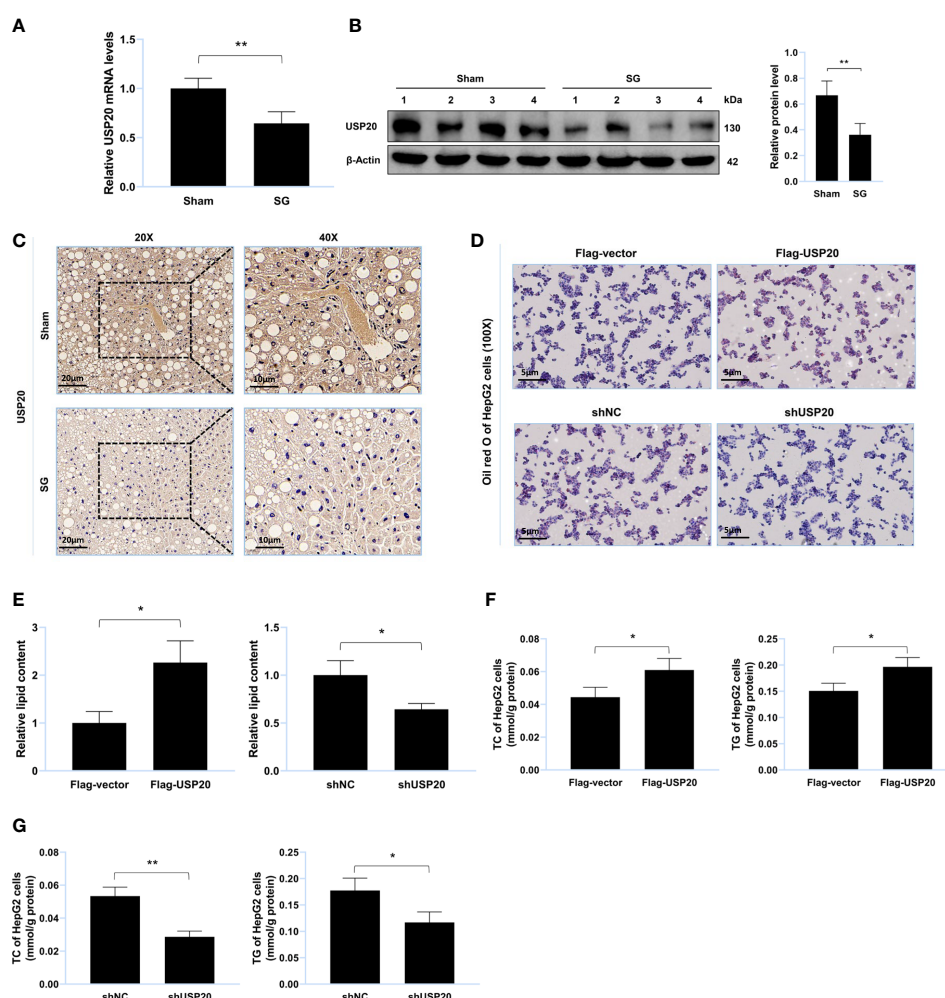 A
Relative USP20 mRNA levels
1.5
1.0
0.5
0.0
**
Sham
SG
B
Sham
SG
1
2
3
4
1
2
3
4
kDa
USP20
130
β-Actin
42
Relative protein level
1.0
0.8
0.6
0.4
0.2
0.0
**
Sham
SG
C
20X
40X
USP20
Sham
20μm
10μm
SG
20μm
10μm
D
Oil red O of HepG2 cells (100X)
Flag-vector
Flag-USP20
5μm
5μm
shNC
shUSP20
5μm
5μm
E
Relative lipid content
3
2
1
0
*
Flag-vector
Flag-USP20
Relative lipid content
1.5
1.0
0.5
0.0
*
shNC
shUSP20
F
TC of HepG2 cells
(mmol/g protein)
0.08
0.06
0.04
0.02
0.00
*
Flag-vector
Flag-USP20
TG of HepG2 cells
(mmol/g protein)
0.25
0.20
0.15
0.10
0.05
0.00
*
Flag-vector
Flag-USP20
G
TC of HepG2 cells
(mmol/g protein)
0.08
0.06
0.04
0.02
0.00
**
shNC
shUSP20
TG of HepG2 cells
(mmol/g protein)
0.25
0.20
0.15
0.10
0.05
0.00
*
shNC
shUSP20